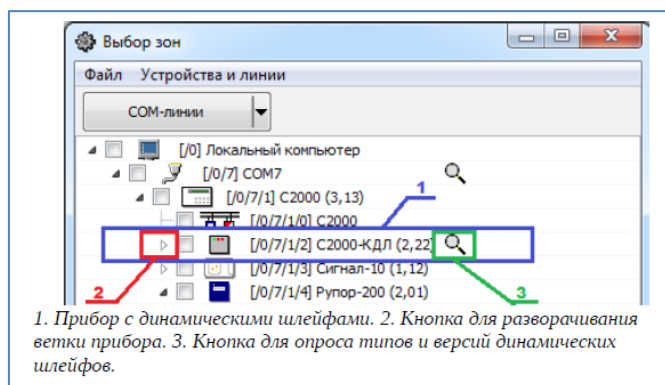 Выбор зон
Файл Устройства и линии
COM-линии
[/0] Локальный компьютер
[/0/7] COM7
1
[/0/7/1] С2000 (3,13)
[/0/7/1/0] С2000
[/0/7/1/2] С2000-КДЛ (2,22)
[/0/7/1/3] Сигнал-10 (1,12)
2
3
[/0/7/1/4] Рупор-200 (2,01)
1. Прибор с динамическими шлейфами. 2. Кнопка для разворачивания
ветки прибора. 3. Кнопка для опроса типов и версий динамических
шлейфов.